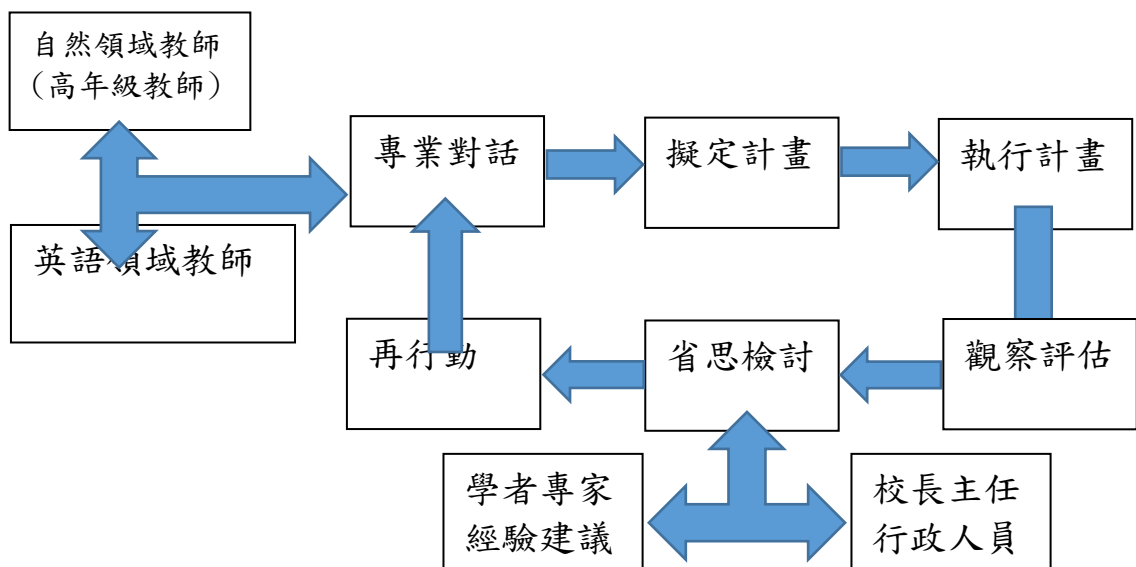 自然領域教師
(高年級教師)
專業對話
擬定計畫
執行計畫
英語領域教師
再行動
省思檢討
觀察評估
學者專家
經驗建議
校長主任
行政人員